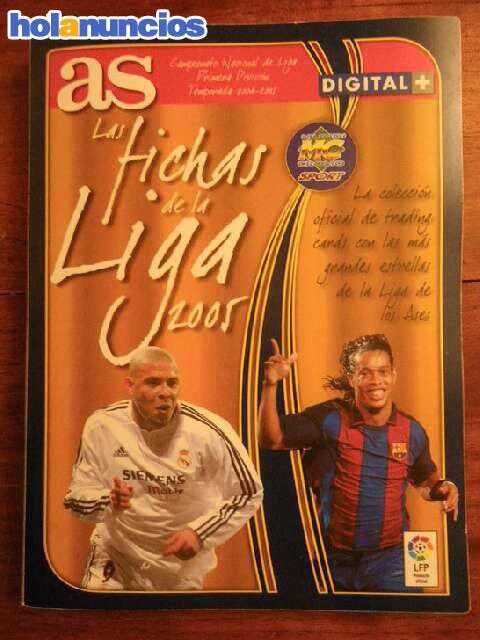 holanuncios
as
Campeonato Nacional de Liga
Primera División
Temporada 2004-2005
DIGITAL +
Las
fichas
de la
Liga
2005
MC
SPORT
La colección
oficial de trading
cards con las más
grandes estrellas
de la Liga de
los Ases
SIEMENS
LFP